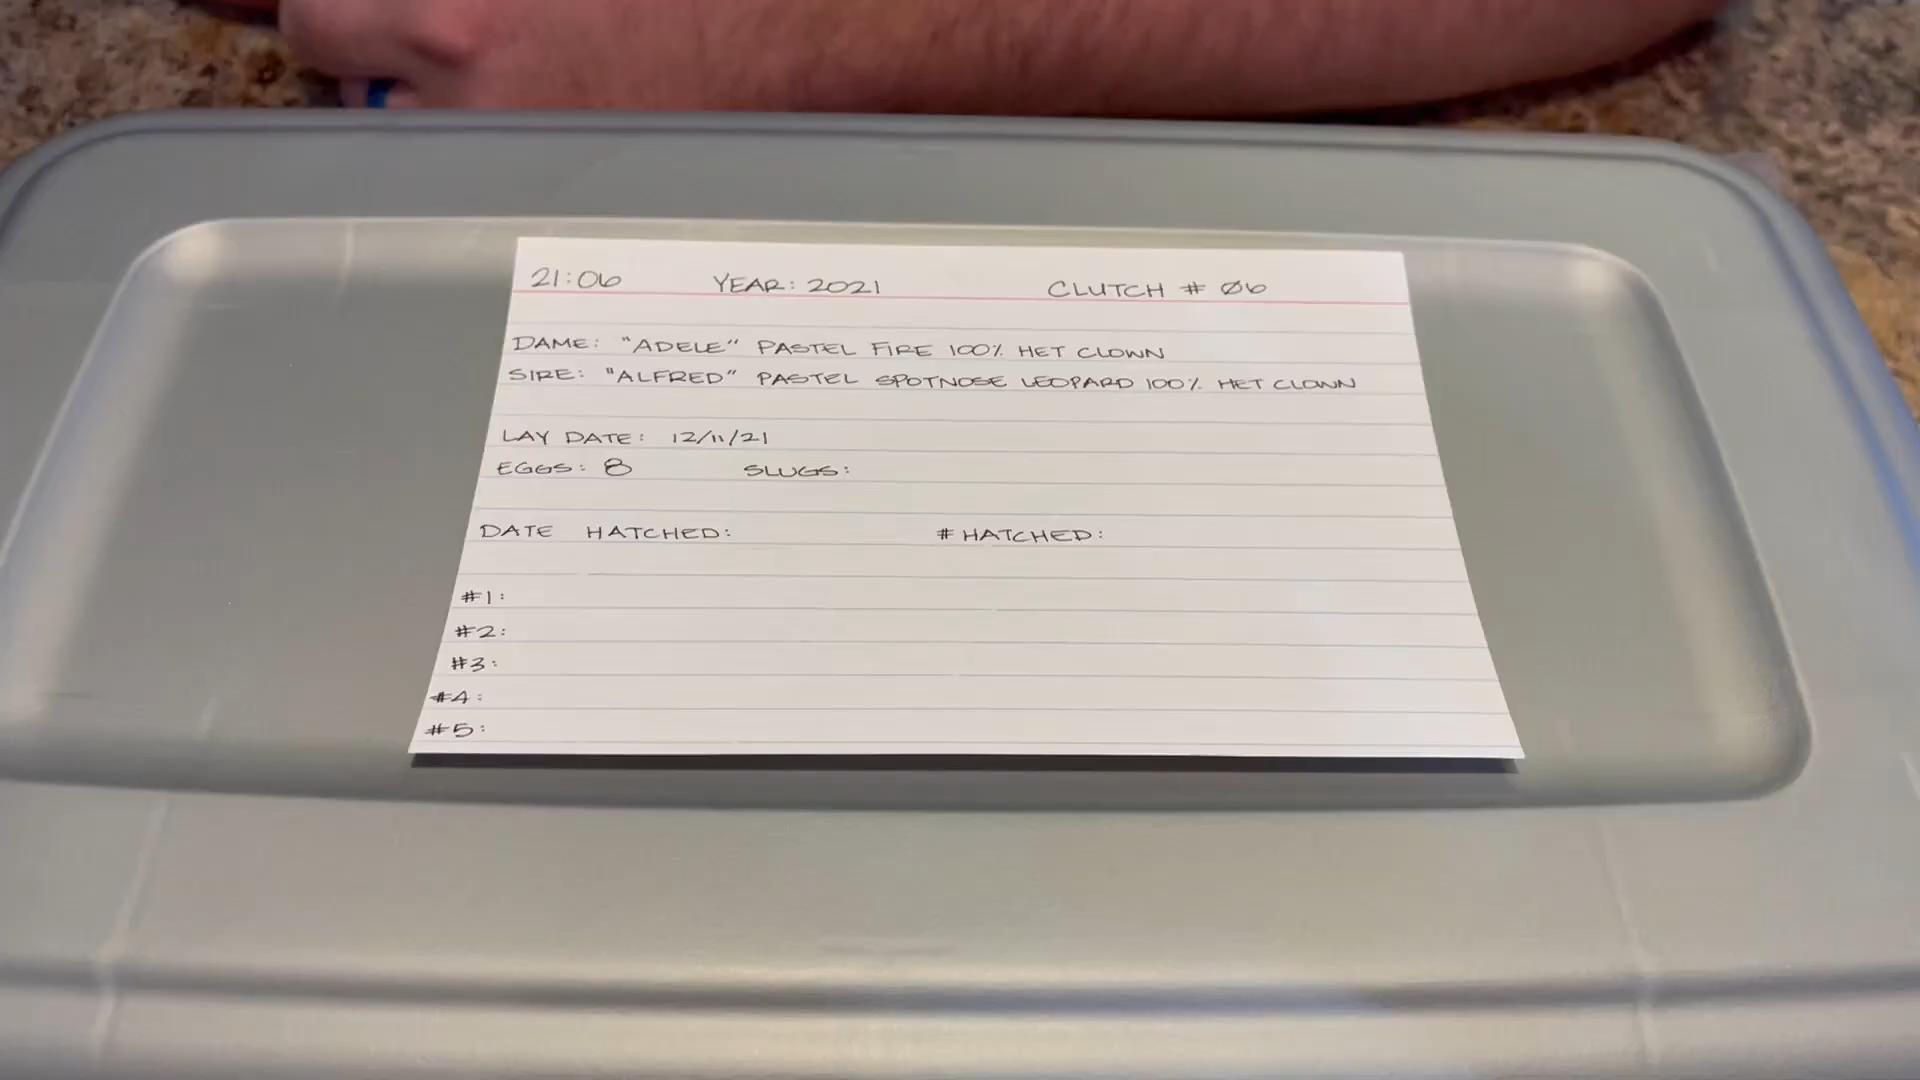 21:06 YEAR: 2021 CLUTCH # Ø6
DAME: "ADELE" PASTEL FIRE 100% HET CLOWN
SIRE: "ALFRED" PASTEL SPOTNOSE LEOPARD 100% HET CLOWN
LAY DATE: 12/11/21
EGGS: 8 SLUGS:
DATE HATCHED: # HATCHED:
#1:
#2:
#3:
#4:
#5: